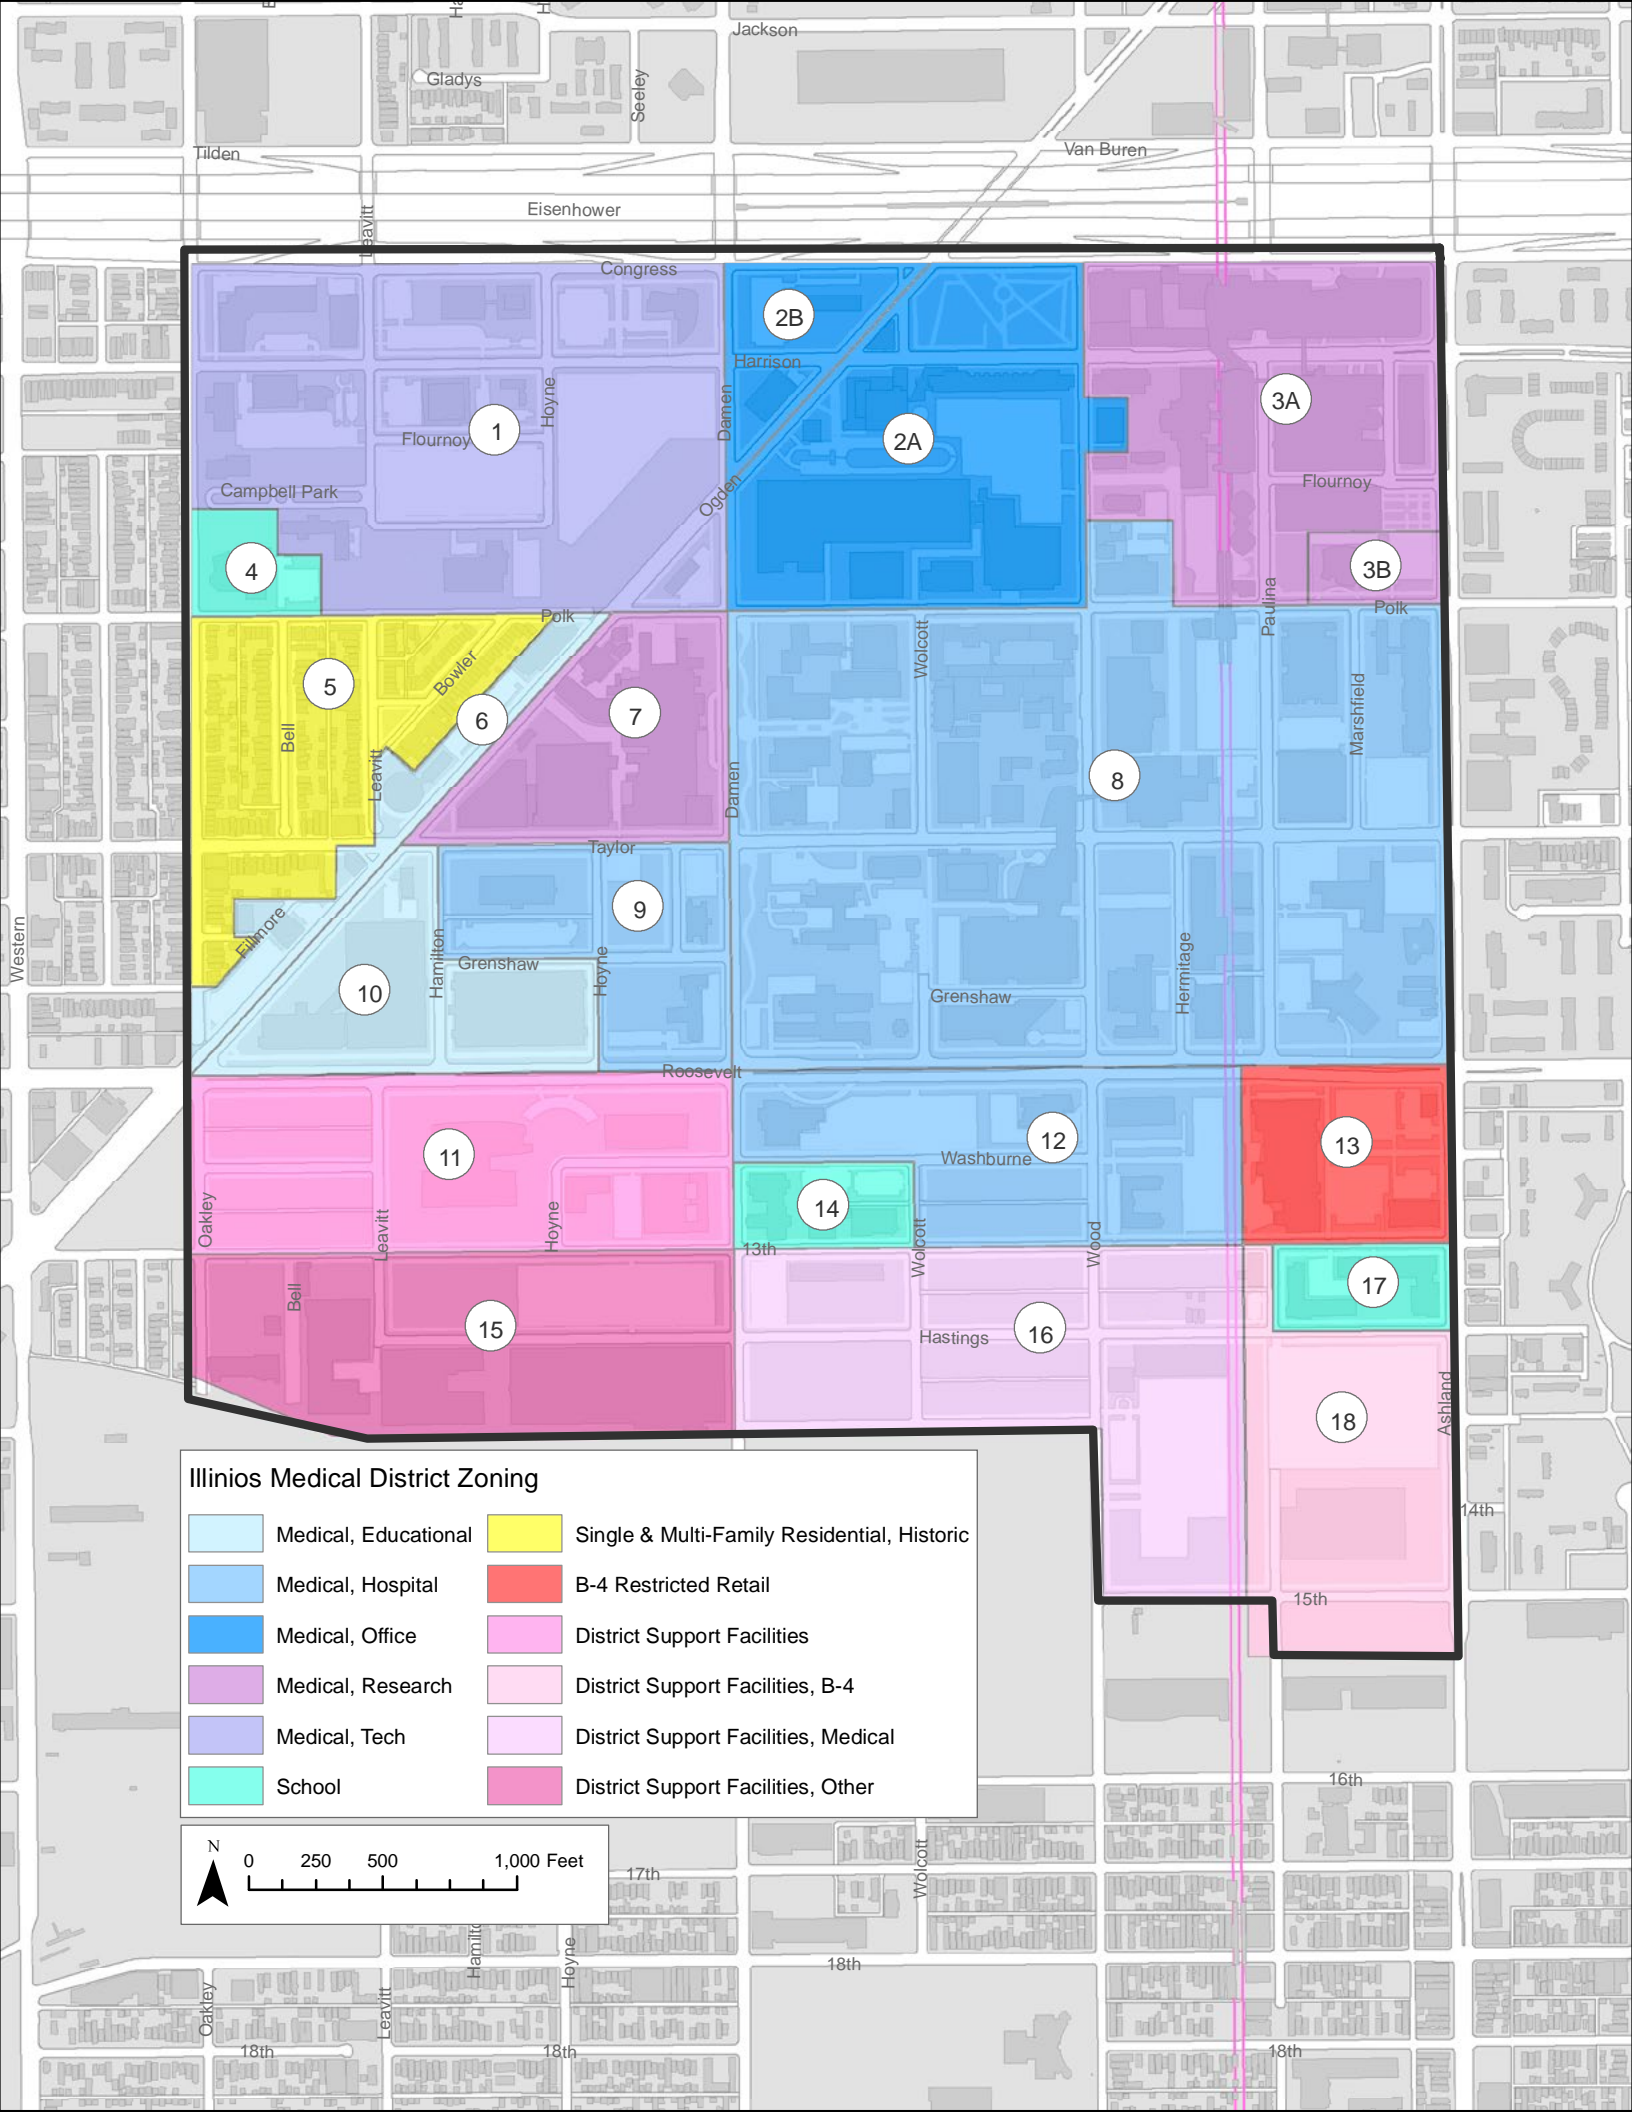 Jackson
Gladys
Seeley
Tilden
Van Buren
Leavitt
Eisenhower
Congress
2B
Harrison
Hoyne
Damen
3A
1
Flournoy
2A
Campbell Park
Ogden
Flournoy
4
3B
Paulina
Polk
Polk
Wolcott
Bowler
5
6
7
Bell
Leavitt
Damen
Marshfield
8
Taylor
9
Western
Fillmore
Hamilton
Grenshaw
Hoyne
Hermitage
10
Grenshaw
Roosevelt
11
12
13
Washburne
Oakley
Leavitt
Hoyne
14
Wolcott
Wood
13th
Bell
15
16
17
Hastings
18
Ashland
14th
15th
Illinios Medical District Zoning
Medical, Educational
Single & Multi-Family Residential, Historic
Medical, Hospital
B-4 Restricted Retail
Medical, Office
District Support Facilities
Medical, Research
District Support Facilities, B-4
Medical, Tech
District Support Facilities, Medical
School
District Support Facilities, Other
16th
N
0 250 500 1,000 Feet
17th
Wolcott
Hoyne
18th
Oakley
Leavitt
18th
18th
18th